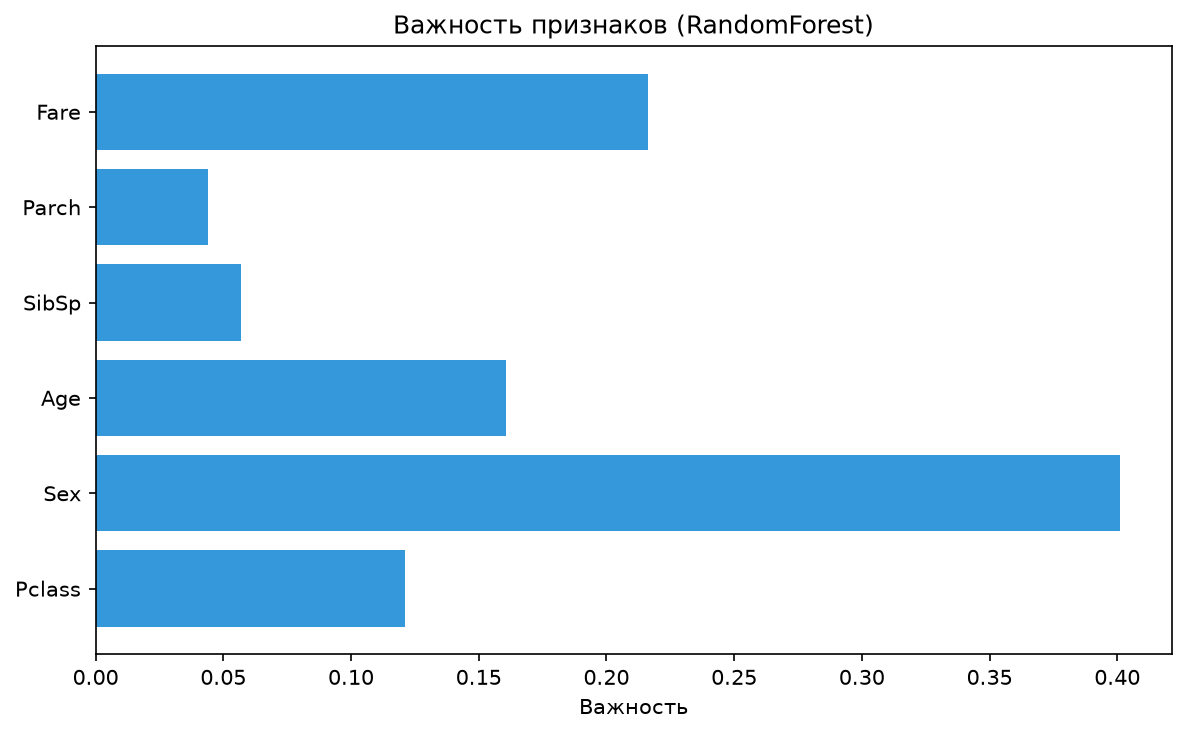 Важность признаков (RandomForest)
Fare
Parch
SibSp
Age
Sex
Pclass
0.00 0.05 0.10 0.15 0.20 0.25 0.30 0.35 0.40
Важность